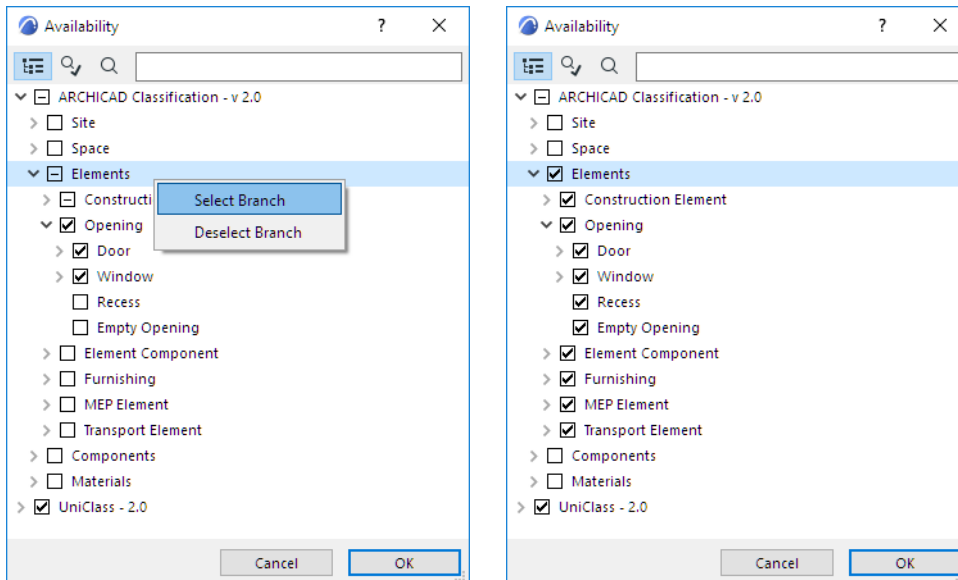 Availability ?
ARCHICAD Classification - v 2.0
Site
Space
Elements
Constructi
Select Branch
Opening
Deselect Branch
Door
Window
Recess
Empty Opening
Element Component
Furnishing
MEP Element
Transport Element
Components
Materials
UniClass - 2.0
Cancel OK
Availability ?
ARCHICAD Classification - v 2.0
Site
Space
Elements
Construction Element
Opening
Door
Window
Recess
Empty Opening
Element Component
Furnishing
MEP Element
Transport Element
Components
Materials
UniClass - 2.0
Cancel OK